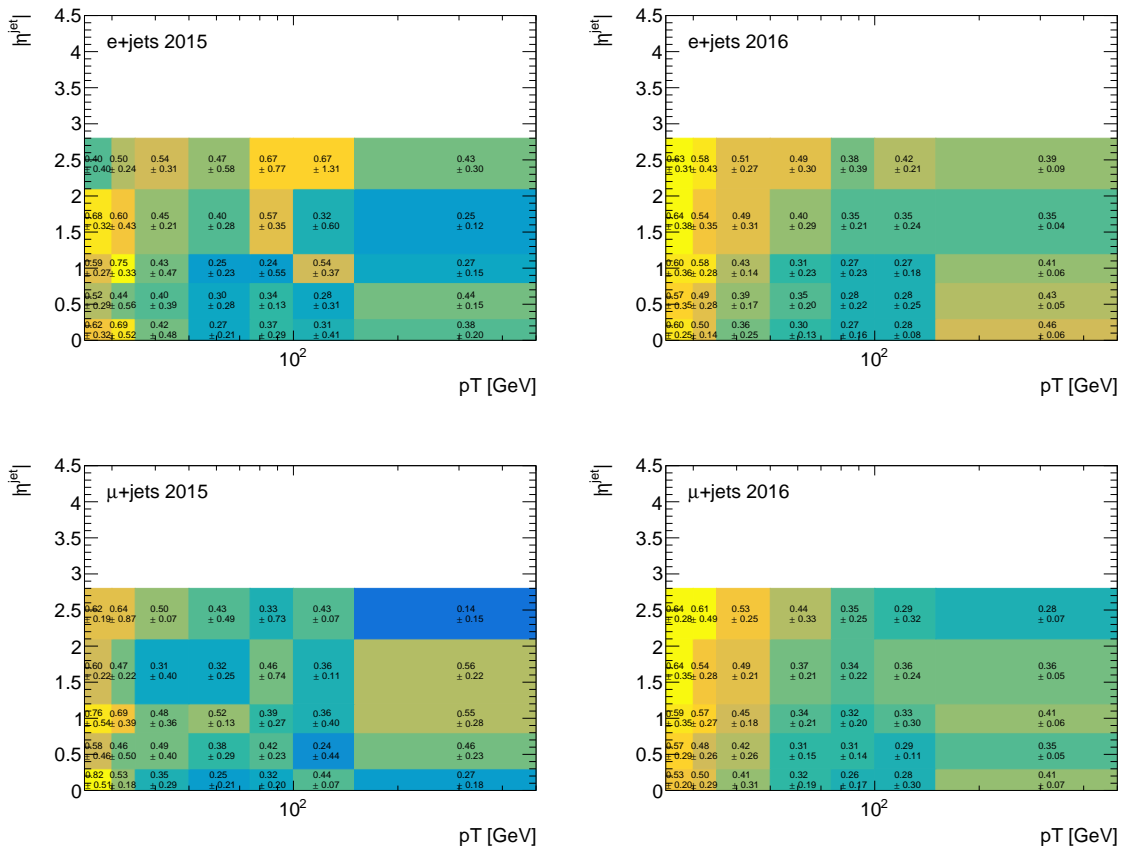 |η^jet|
e+jets 2015
4.5
4
3.5
3
2.5
2
1.5
1
0.5
0
0.40 0.50 0.54 0.47 0.67 0.67 0.43
± 0.40 ± 0.24 ± 0.31 ± 0.58 ± 0.77 ± 1.31 ± 0.30
0.68 0.60 0.45 0.40 0.57 0.32 0.25
± 0.32 ± 0.43 ± 0.21 ± 0.28 ± 0.35 ± 0.60 ± 0.12
0.59 0.75 0.43 0.25 0.24 0.54 0.27
± 0.27 ± 0.33 ± 0.47 ± 0.23 ± 0.55 ± 0.37 ± 0.15
0.52 0.44 0.40 0.30 0.34 0.28 0.44
± 0.29 ± 0.56 ± 0.39 ± 0.28 ± 0.13 ± 0.31 ± 0.15
0.62 0.69 0.42 0.27 0.37 0.31 0.38
± 0.32 ± 0.52 ± 0.48 ± 0.21 ± 0.29 ± 0.41 ± 0.20
10²
pT [GeV]
|η^jet|
e+jets 2016
4.5
4
3.5
3
2.5
2
1.5
1
0.5
0
0.63 0.58 0.51 0.49 0.38 0.42 0.39
± 0.31 ± 0.43 ± 0.27 ± 0.30 ± 0.39 ± 0.21 ± 0.09
0.64 0.54 0.49 0.40 0.35 0.35 0.35
± 0.38 ± 0.35 ± 0.31 ± 0.29 ± 0.21 ± 0.24 ± 0.04
0.60 0.58 0.43 0.31 0.27 0.27 0.41
± 0.36 ± 0.28 ± 0.14 ± 0.23 ± 0.23 ± 0.18 ± 0.06
0.57 0.49 0.39 0.35 0.28 0.28 0.43
± 0.35 ± 0.28 ± 0.17 ± 0.20 ± 0.22 ± 0.25 ± 0.05
0.60 0.50 0.36 0.30 0.27 0.28 0.46
± 0.25 ± 0.14 ± 0.25 ± 0.13 ± 0.16 ± 0.08 ± 0.06
10²
pT [GeV]
|η^jet|
μ+jets 2015
4.5
4
3.5
3
2.5
2
1.5
1
0.5
0
0.62 0.64 0.50 0.43 0.33 0.43 0.14
± 0.19 ± 0.87 ± 0.07 ± 0.49 ± 0.73 ± 0.07 ± 0.15
0.60 0.47 0.31 0.32 0.46 0.36 0.56
± 0.22 ± 0.22 ± 0.40 ± 0.25 ± 0.74 ± 0.11 ± 0.22
0.76 0.69 0.48 0.52 0.39 0.36 0.55
± 0.54 ± 0.39 ± 0.36 ± 0.13 ± 0.27 ± 0.40 ± 0.28
0.58 0.46 0.49 0.38 0.42 0.24 0.46
± 0.46 ± 0.50 ± 0.40 ± 0.29 ± 0.23 ± 0.44 ± 0.23
0.82 0.53 0.35 0.25 0.32 0.44 0.27
± 0.51 ± 0.18 ± 0.29 ± 0.21 ± 0.20 ± 0.07 ± 0.18
10²
pT [GeV]
|η^jet|
μ+jets 2016
4.5
4
3.5
3
2.5
2
1.5
1
0.5
0
0.64 0.61 0.53 0.44 0.35 0.29 0.28
± 0.28 ± 0.49 ± 0.25 ± 0.33 ± 0.25 ± 0.32 ± 0.07
0.64 0.54 0.49 0.37 0.34 0.36 0.36
± 0.35 ± 0.28 ± 0.21 ± 0.21 ± 0.22 ± 0.24 ± 0.05
0.59 0.57 0.45 0.34 0.32 0.33 0.41
± 0.35 ± 0.27 ± 0.18 ± 0.21 ± 0.20 ± 0.30 ± 0.06
0.57 0.48 0.42 0.31 0.31 0.29 0.35
± 0.29 ± 0.26 ± 0.26 ± 0.15 ± 0.14 ± 0.11 ± 0.05
0.53 0.50 0.41 0.32 0.26 0.28 0.41
± 0.20 ± 0.29 ± 0.31 ± 0.19 ± 0.17 ± 0.30 ± 0.07
10²
pT [GeV]